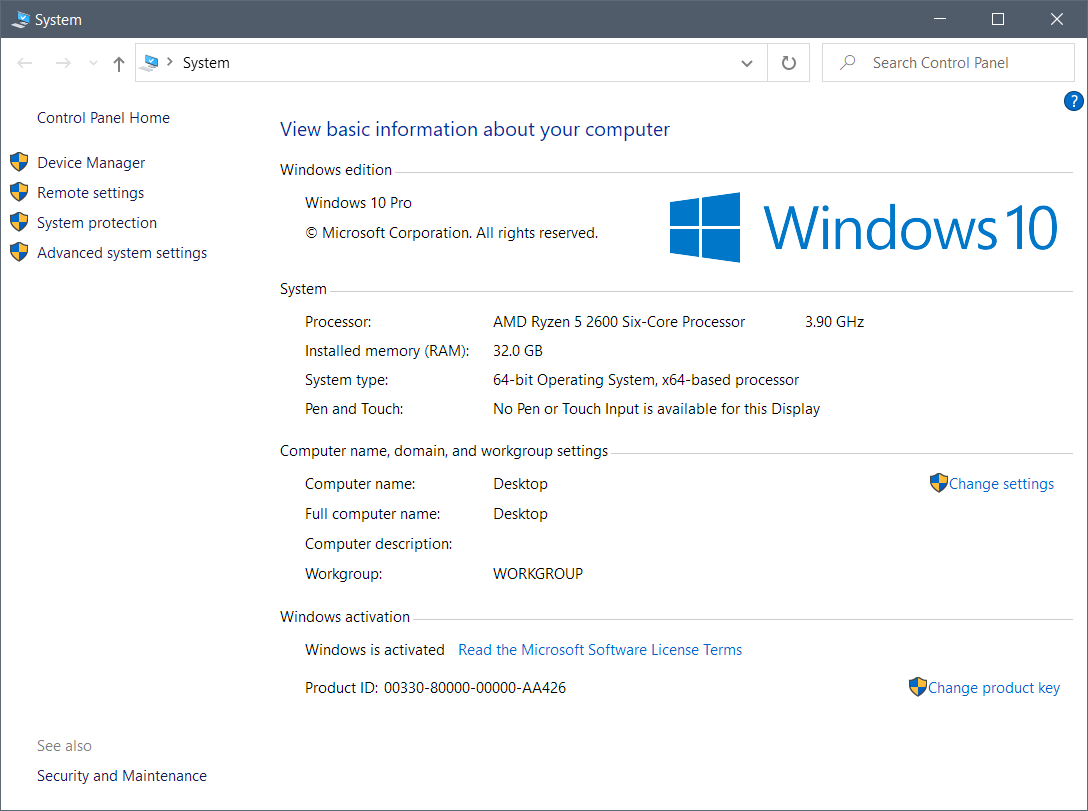 System
System
Search Control Panel
?
Control Panel Home
Device Manager
Remote settings
System protection
Advanced system settings
View basic information about your computer
Windows edition
Windows 10 Pro
© Microsoft Corporation. All rights reserved.
Windows 10
System
Processor: AMD Ryzen 5 2600 Six-Core Processor 3.90 GHz
Installed memory (RAM): 32.0 GB
System type: 64-bit Operating System, x64-based processor
Pen and Touch: No Pen or Touch Input is available for this Display
Computer name, domain, and workgroup settings
Computer name: Desktop Change settings
Full computer name: Desktop
Computer description:
Workgroup: WORKGROUP
Windows activation
Windows is activated Read the Microsoft Software License Terms
Product ID: 00330-80000-00000-AA426 Change product key
See also
Security and Maintenance